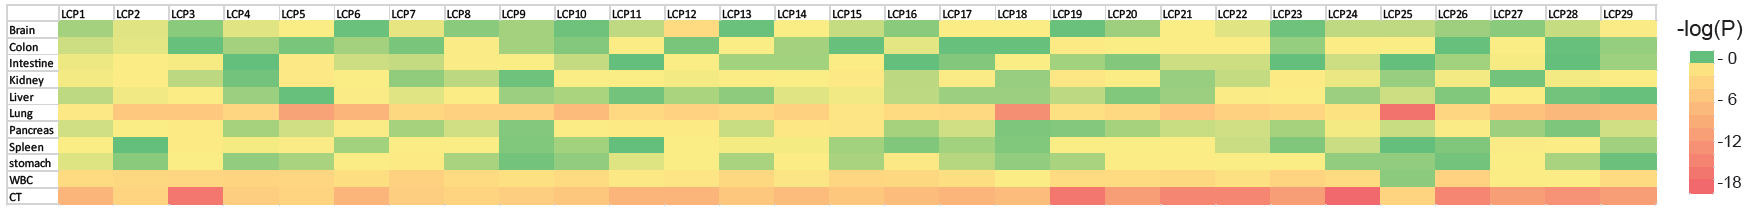 LCP1 LCP2 LCP3 LCP4 LCP5 LCP6 LCP7 LCP8 LCP9 LCP10 LCP11 LCP12 LCP13 LCP14 LCP15 LCP16 LCP17 LCP18 LCP19 LCP20 LCP21 LCP22 LCP23 LCP24 LCP25 LCP26 LCP27 LCP28 LCP29
Brain
Colon
Intestine
Kidney
Liver
Lung
Pancreas
Spleen
stomach
WBC
CT
-log(P)
- 0
- 6
-12
-18